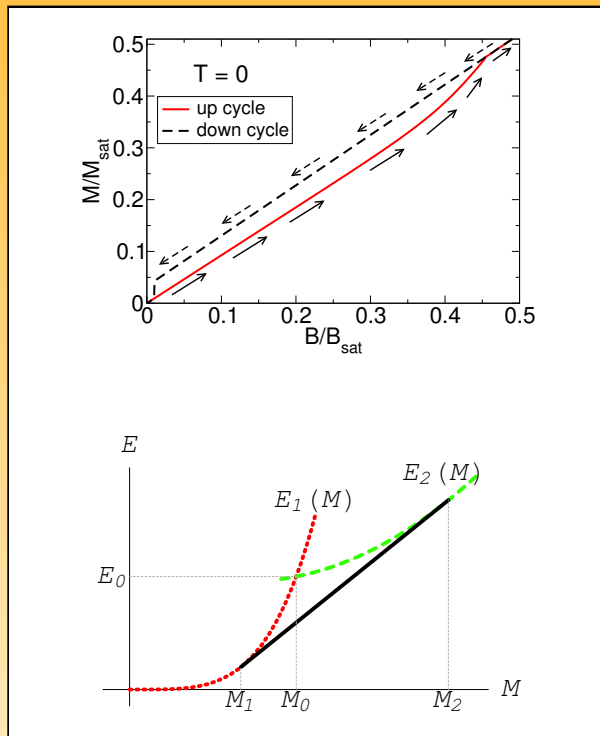 0.5
0.4
0.3
0.2
0.1
0
M/M_sat
T = 0
up cycle
down cycle
0 0.1 0.2 0.3 0.4 0.5
B/B_sat
E
E_1 (M) E_2 (M)
E_0
M_1 M_0 M_2 M